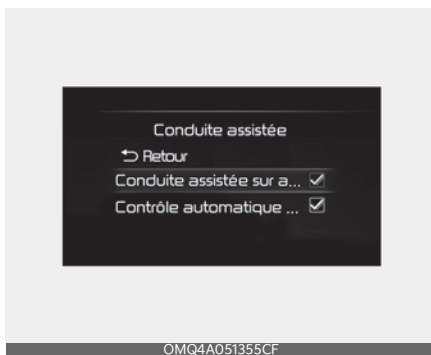 Conduite assistée
Retour
Conduite assistée sur a...
Contrôle automatique ...
OMQ4A051355CF